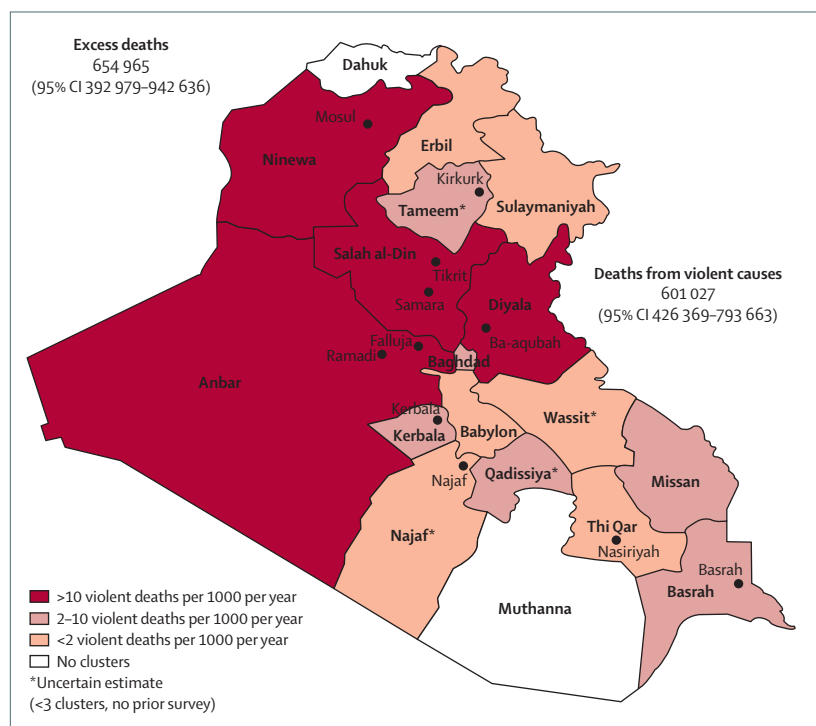 Excess deaths
654 965
(95% CI 392 979–942 636)
Dahuk
Mosul
Ninewa
Erbil
Kirkurk
Tameem*
Sulaymaniyah
Salah al-Din
Tikrit
Samara
Deaths from violent causes
601 027
(95% CI 426 369–793 663)
Diyala
Ba-aqubah
Falluja
Ramadi
Baghdad
Anbar
Kerbala
Kerbala
Babylon
Wassit*
Najaf
Qadissiya*
Missan
Najaf*
Thi Qar
Nasiriyah
Basrah
Basrah
Muthanna
>10 violent deaths per 1000 per year
2–10 violent deaths per 1000 per year
<2 violent deaths per 1000 per year
No clusters
*Uncertain estimate
(<3 clusters, no prior survey)